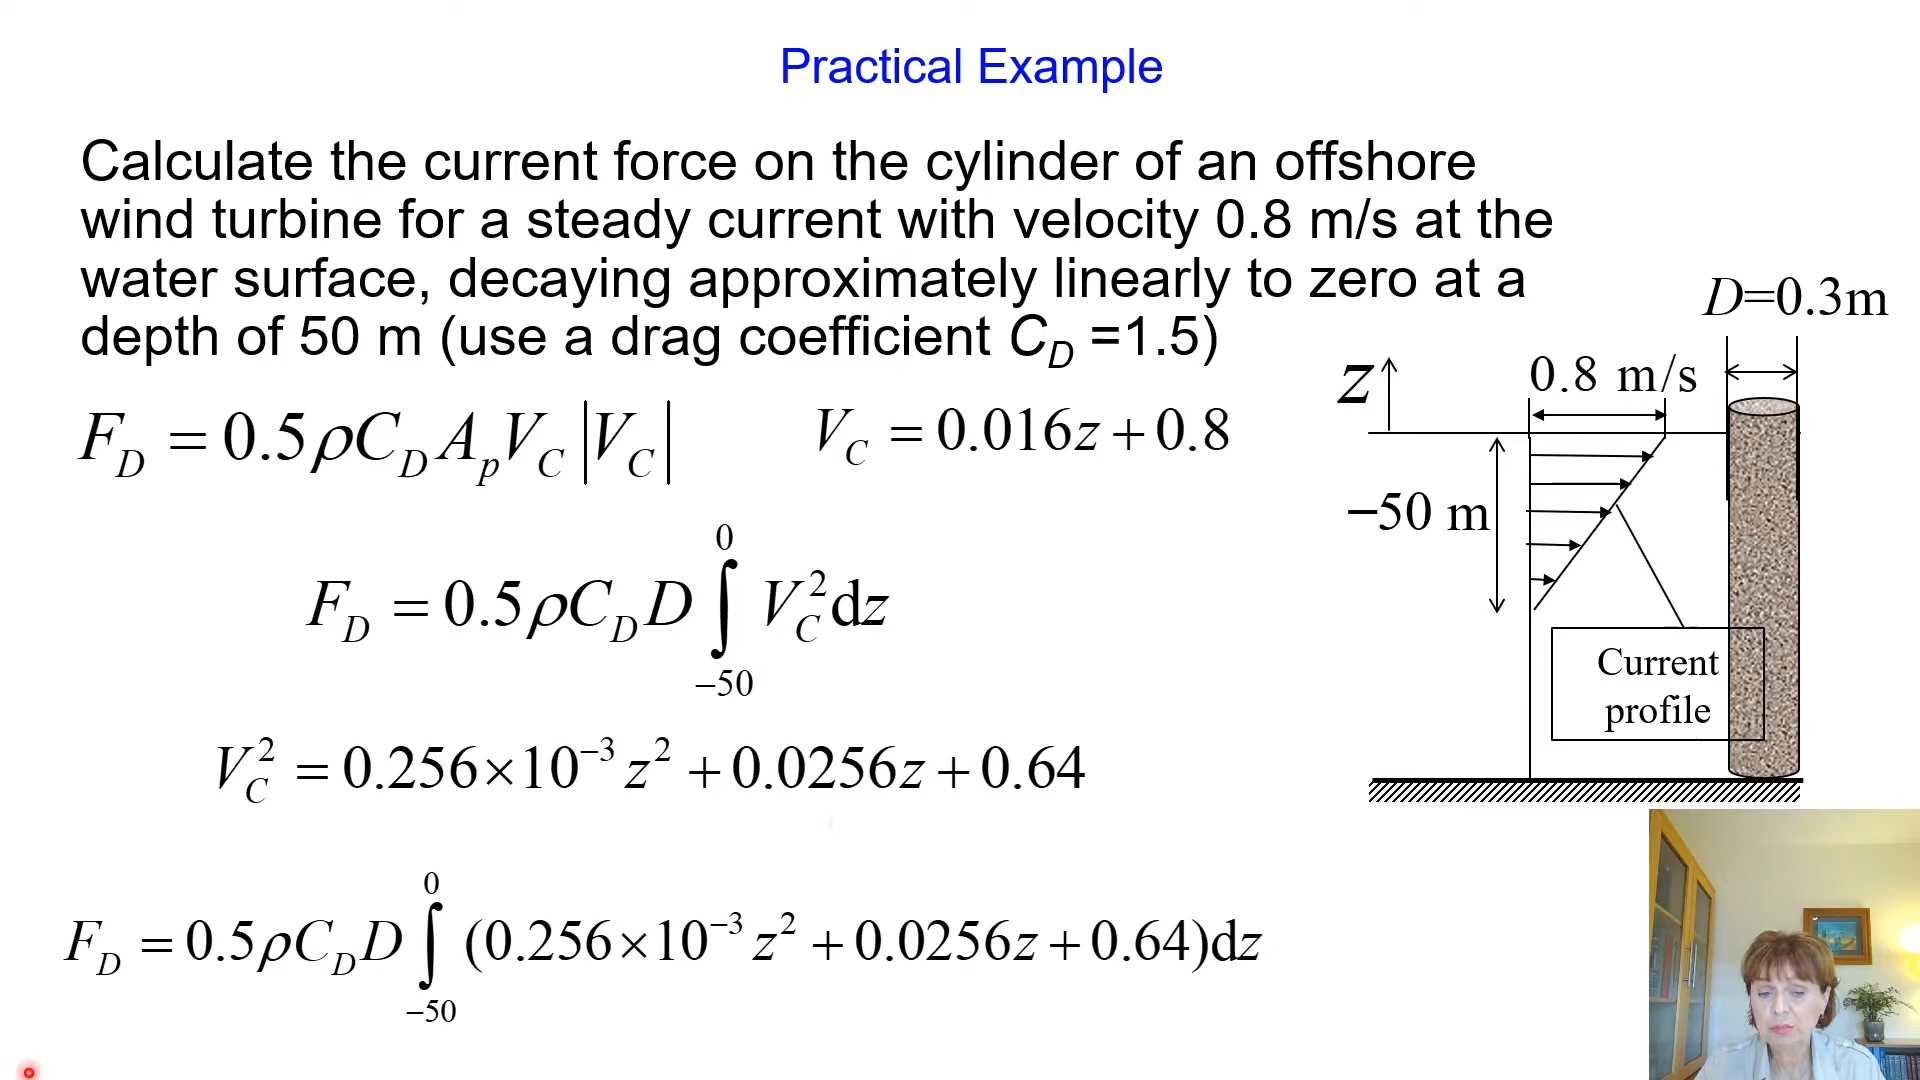 Practical Example
Calculate the current force on the cylinder of an offshore
wind turbine for a steady current with velocity 0.8 m/s at the
water surface, decaying approximately linearly to zero at a
depth of 50 m (use a drag coefficient C_D =1.5)
D=0.3m
z
0.8 m/s
F_D = 0.5ρC_D A_p V_C |V_C|
V_C = 0.016z + 0.8
−50 m
F_D = 0.5ρC_D D ∫_{−50}^{0} V_C^2 dz
Current
profile
V_C^2 = 0.256×10^{−3} z^2 + 0.0256z + 0.64
F_D = 0.5ρC_D D ∫_{−50}^{0} (0.256×10^{−3} z^2 + 0.0256z + 0.64)dz